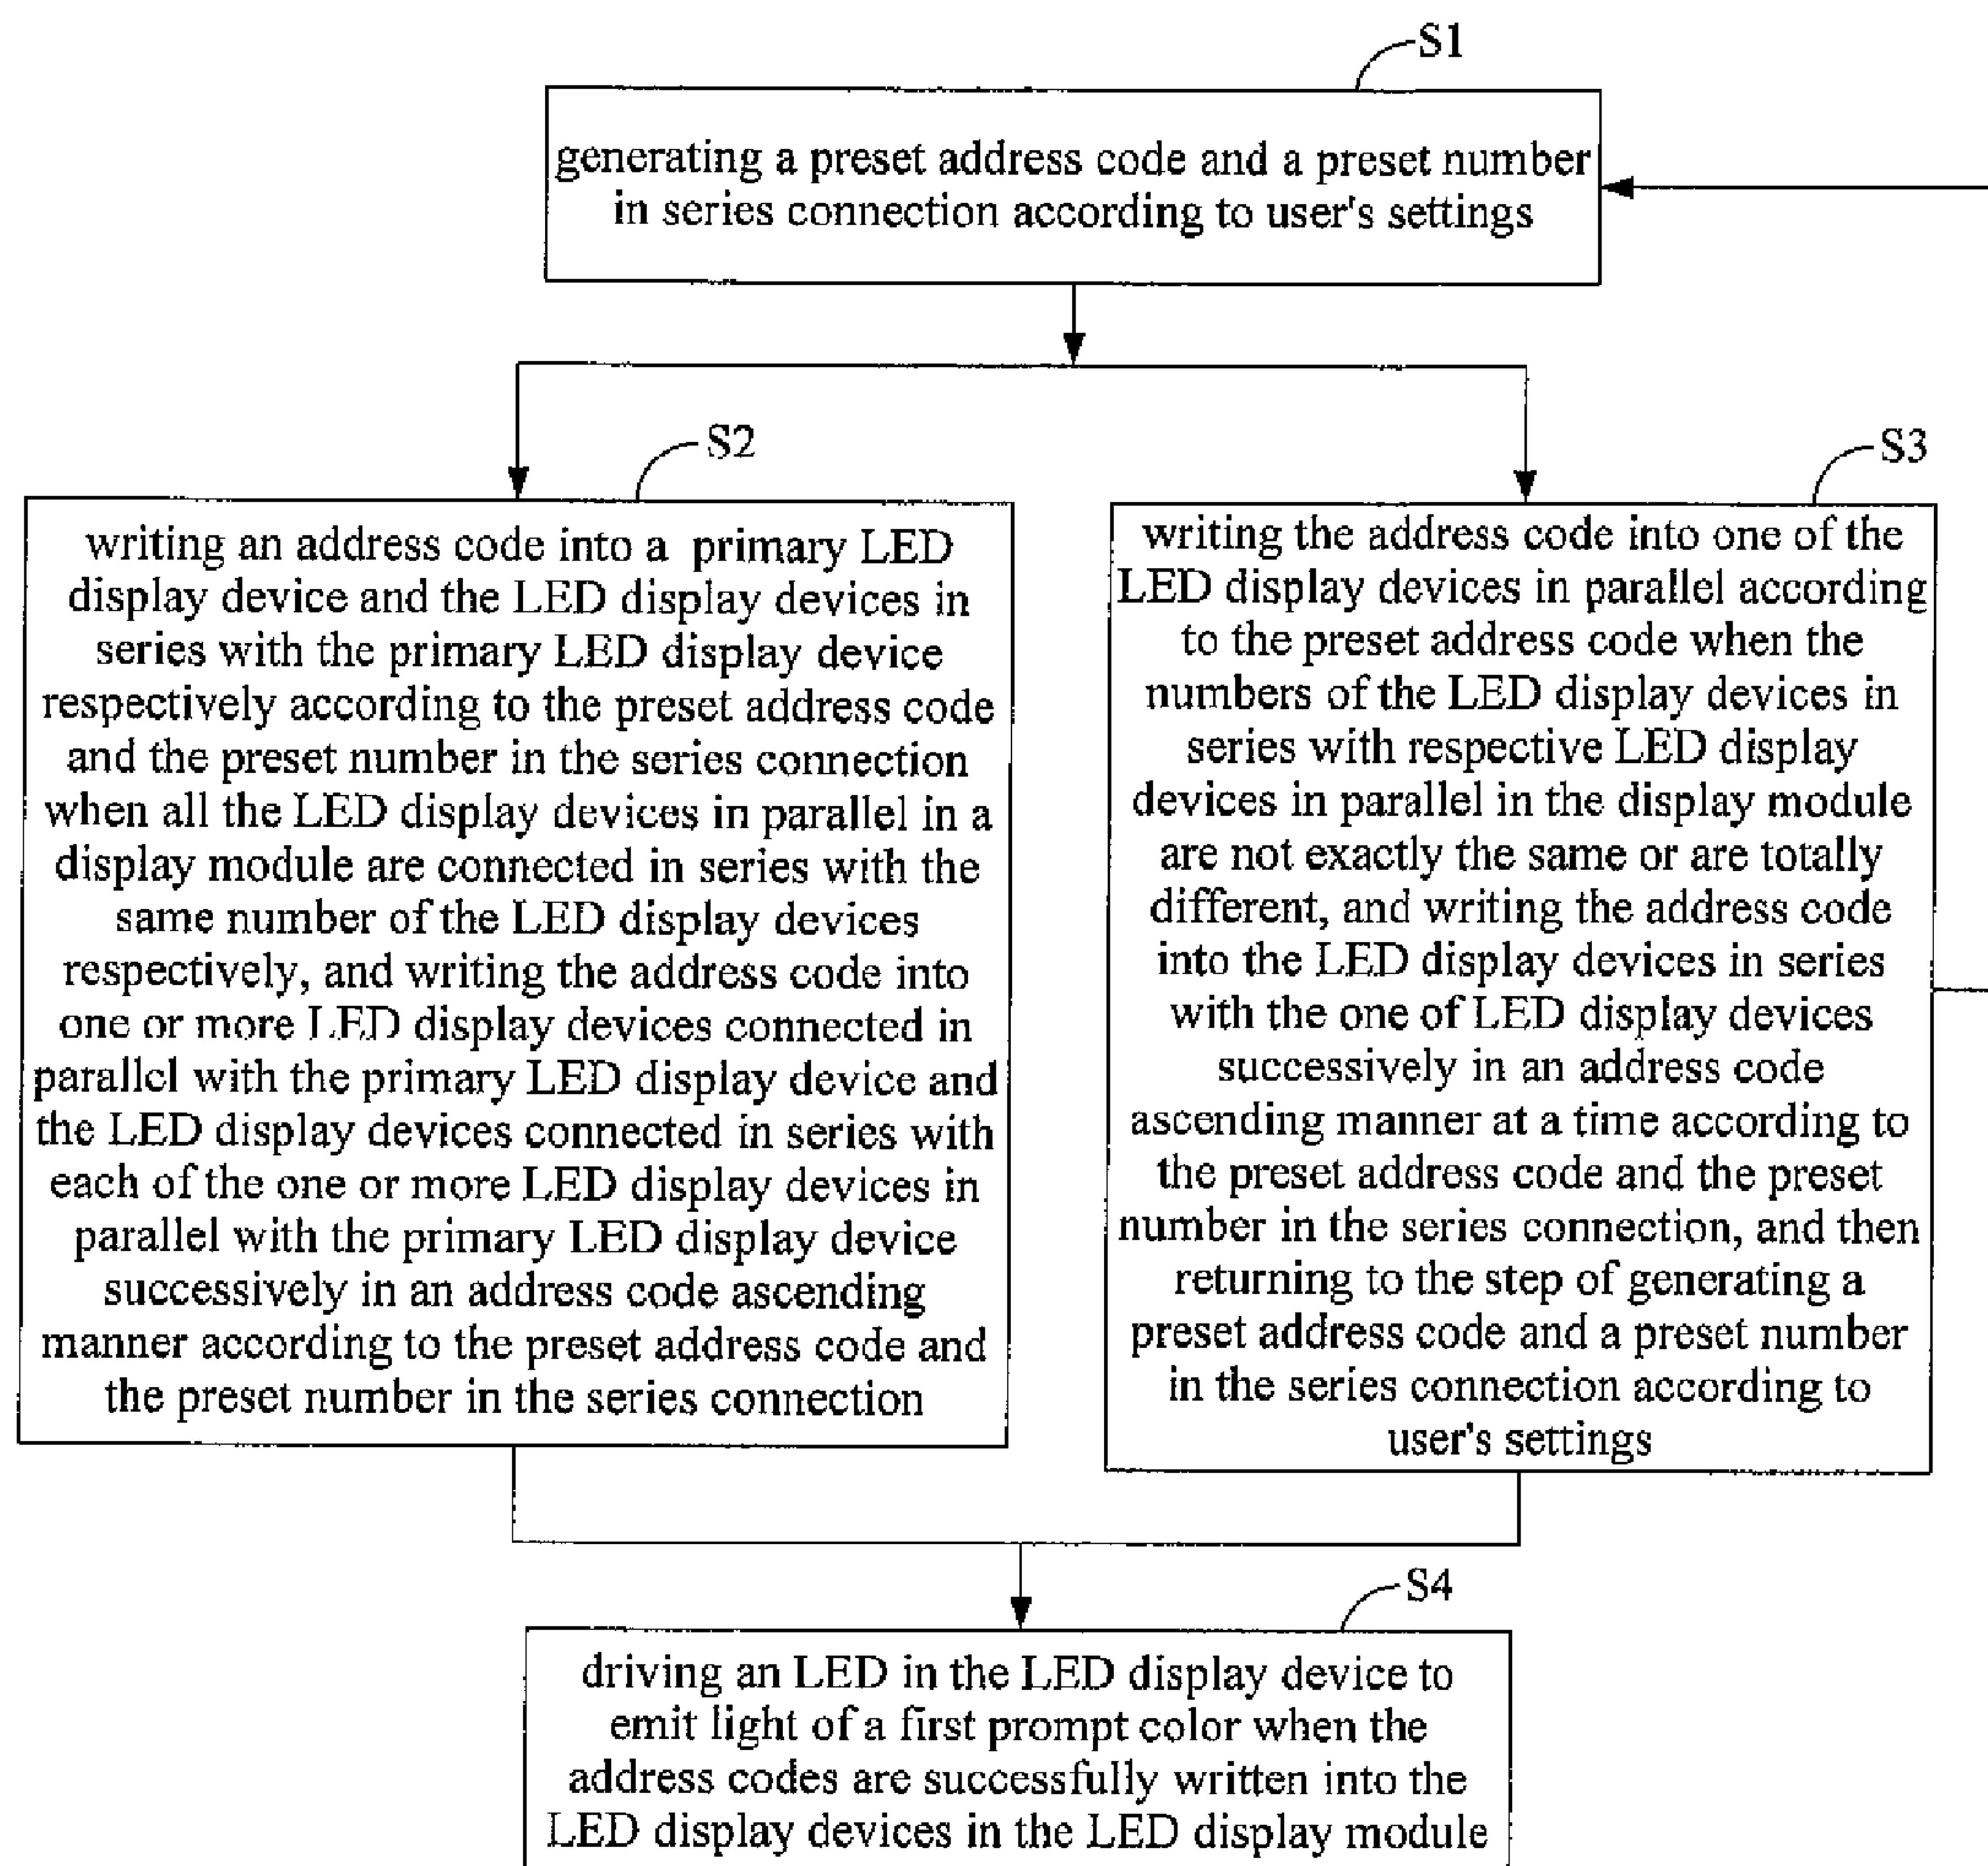 S1
generating a preset address code and a preset number
in series connection according to user's settings
S2
writing an address code into a primary LED
display device and the LED display devices in
series with the primary LED display device
respectively according to the preset address code
and the preset number in the series connection
when all the LED display devices in parallel in a
display module are connected in series with the
same number of the LED display devices
respectively, and writing the address code into
one or more LED display devices connected in
parallel with the primary LED display device and
the LED display devices connected in series with
each of the one or more LED display devices in
parallel with the primary LED display device
successively in an address code ascending
manner according to the preset address code and
the preset number in the series connection
S3
writing the address code into one of the
LED display devices in parallel according
to the preset address code when the
numbers of the LED display devices in
series with respective LED display
devices in parallel in the display module
are not exactly the same or are totally
different, and writing the address code
into the LED display devices in series
with the one of LED display devices
successively in an address code
ascending manner at a time according to
the preset address code and the preset
number in the series connection, and then
returning to the step of generating a
preset address code and a preset number
in the series connection according to
user's settings
S4
driving an LED in the LED display device to
emit light of a first prompt color when the
address codes are successfully written into the
LED display devices in the LED display module